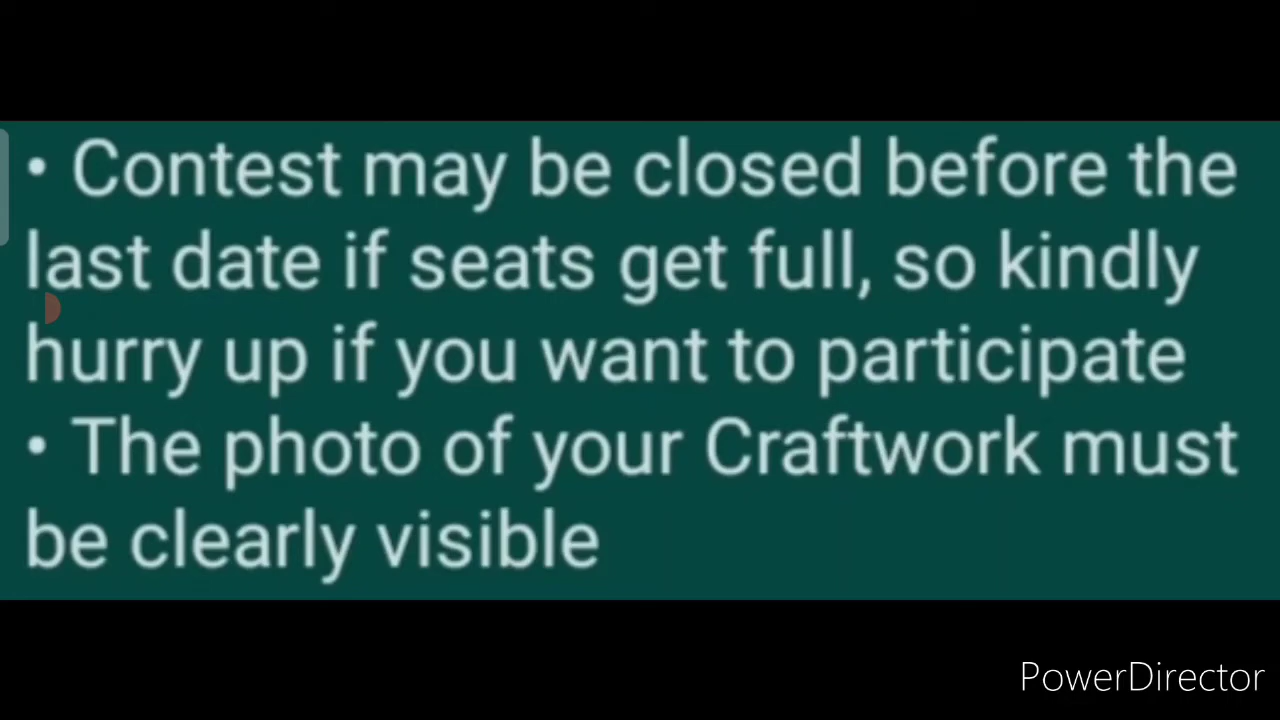 • Contest may be closed before the
last date if seats get full, so kindly
hurry up if you want to participate
• The photo of your Craftwork must
be clearly visible
PowerDirector